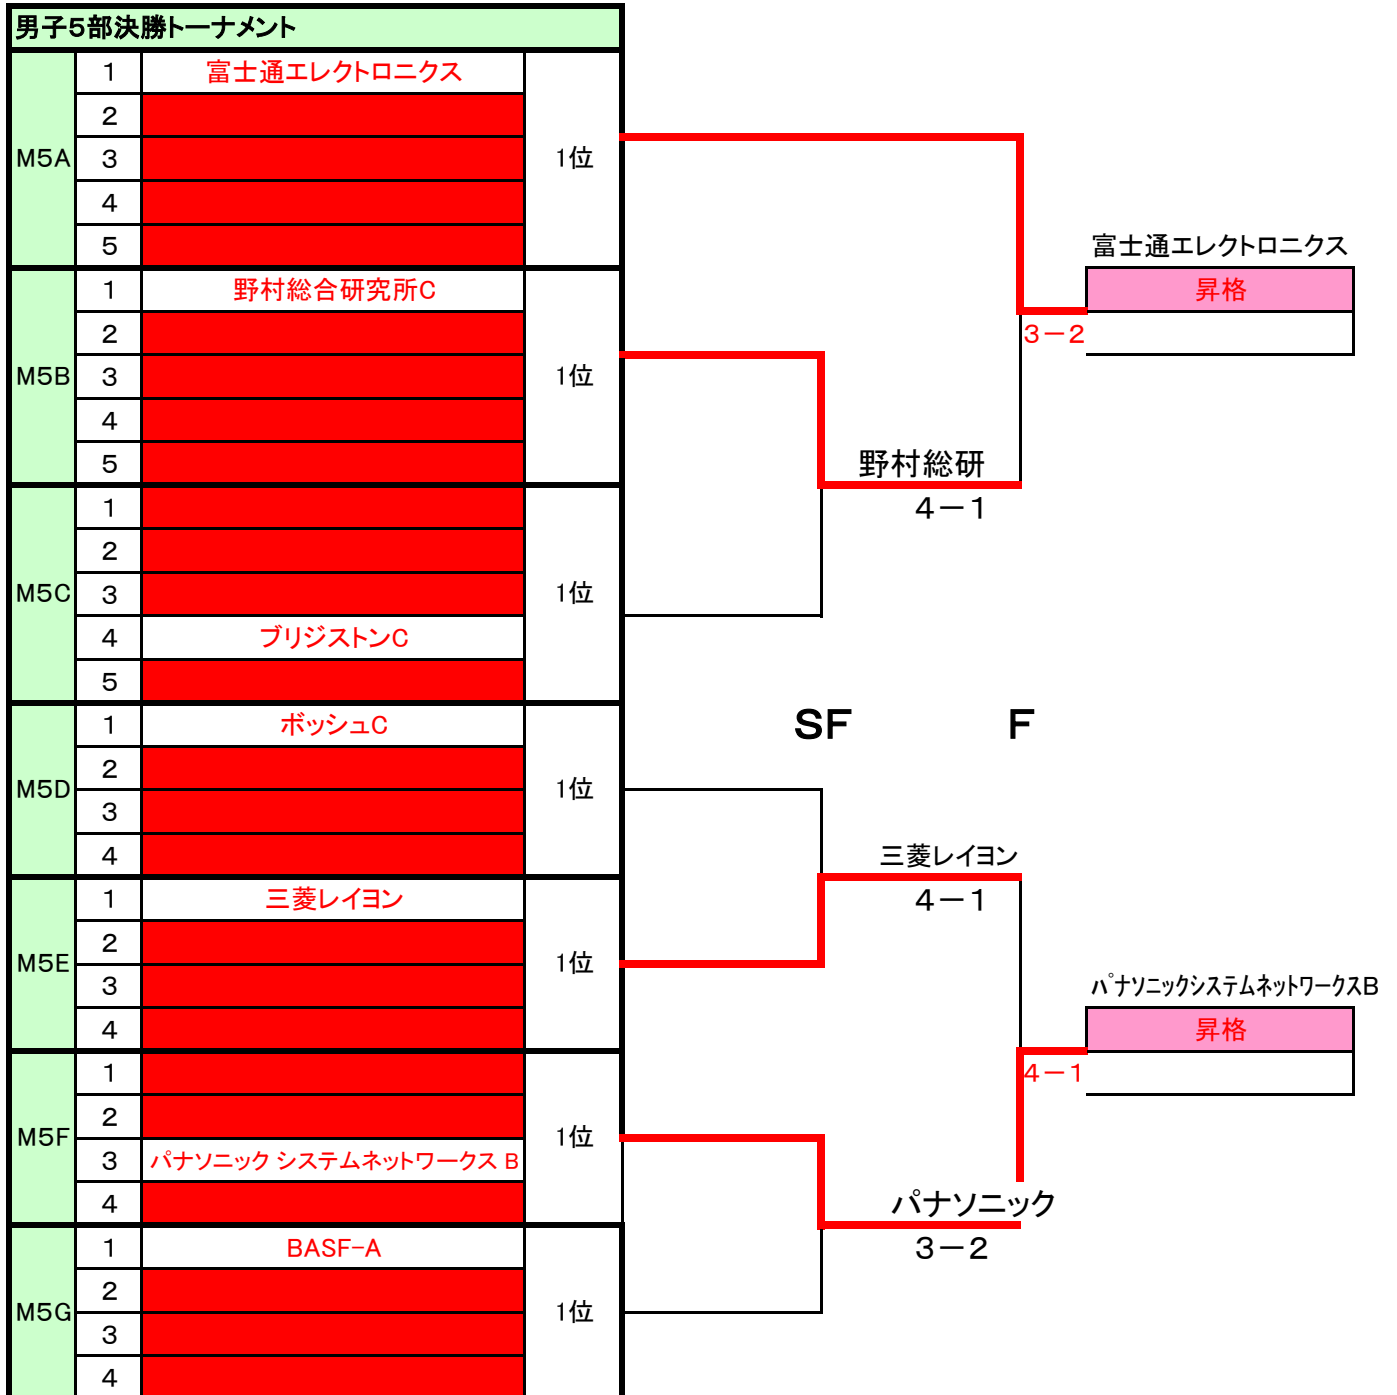 男子5部決勝トーナメント
M5A
1 富士通エレクトロニクス
2
3
4
5
1位
M5B
1 野村総合研究所C
2
3
4
5
1位
M5C
1
2
3
4 ブリジストンC
5
1位
M5D
1 ボッシュC
2
3
4
1位
M5E
1 三菱レイヨン
2
3
4
1位
M5F
1
2
3 パナソニック システムネットワークス B
4
1位
M5G
1 BASF-A
2
3
4
1位
富士通エレクトロニクス
昇格
3-2
野村総研
4-1
SF F
三菱レイヨン
4-1
パナソニックシステムネットワークスB
昇格
4-1
パナソニック
3-2